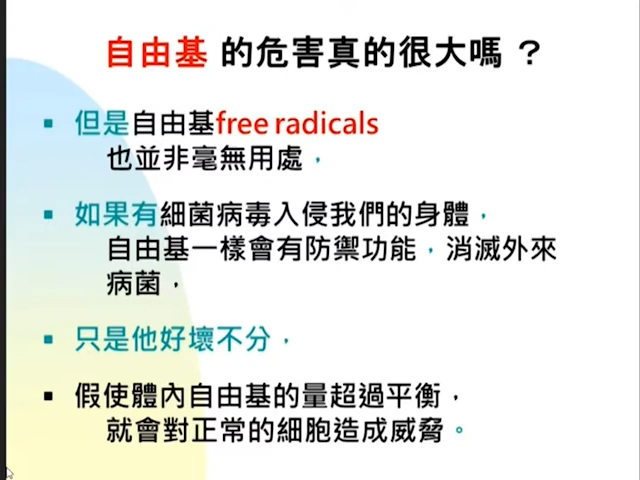 自由基 的危害真的很大嗎 ?
▪ 但是自由基free radicals
也並非毫無用處,
▪ 如果有細菌病毒入侵我們的身體,
自由基一樣會有防禦功能,消滅外來
病菌,
▪ 只是他好壞不分,
▪ 假使體內自由基的量超過平衡,
就會對正常的細胞造成威脅。